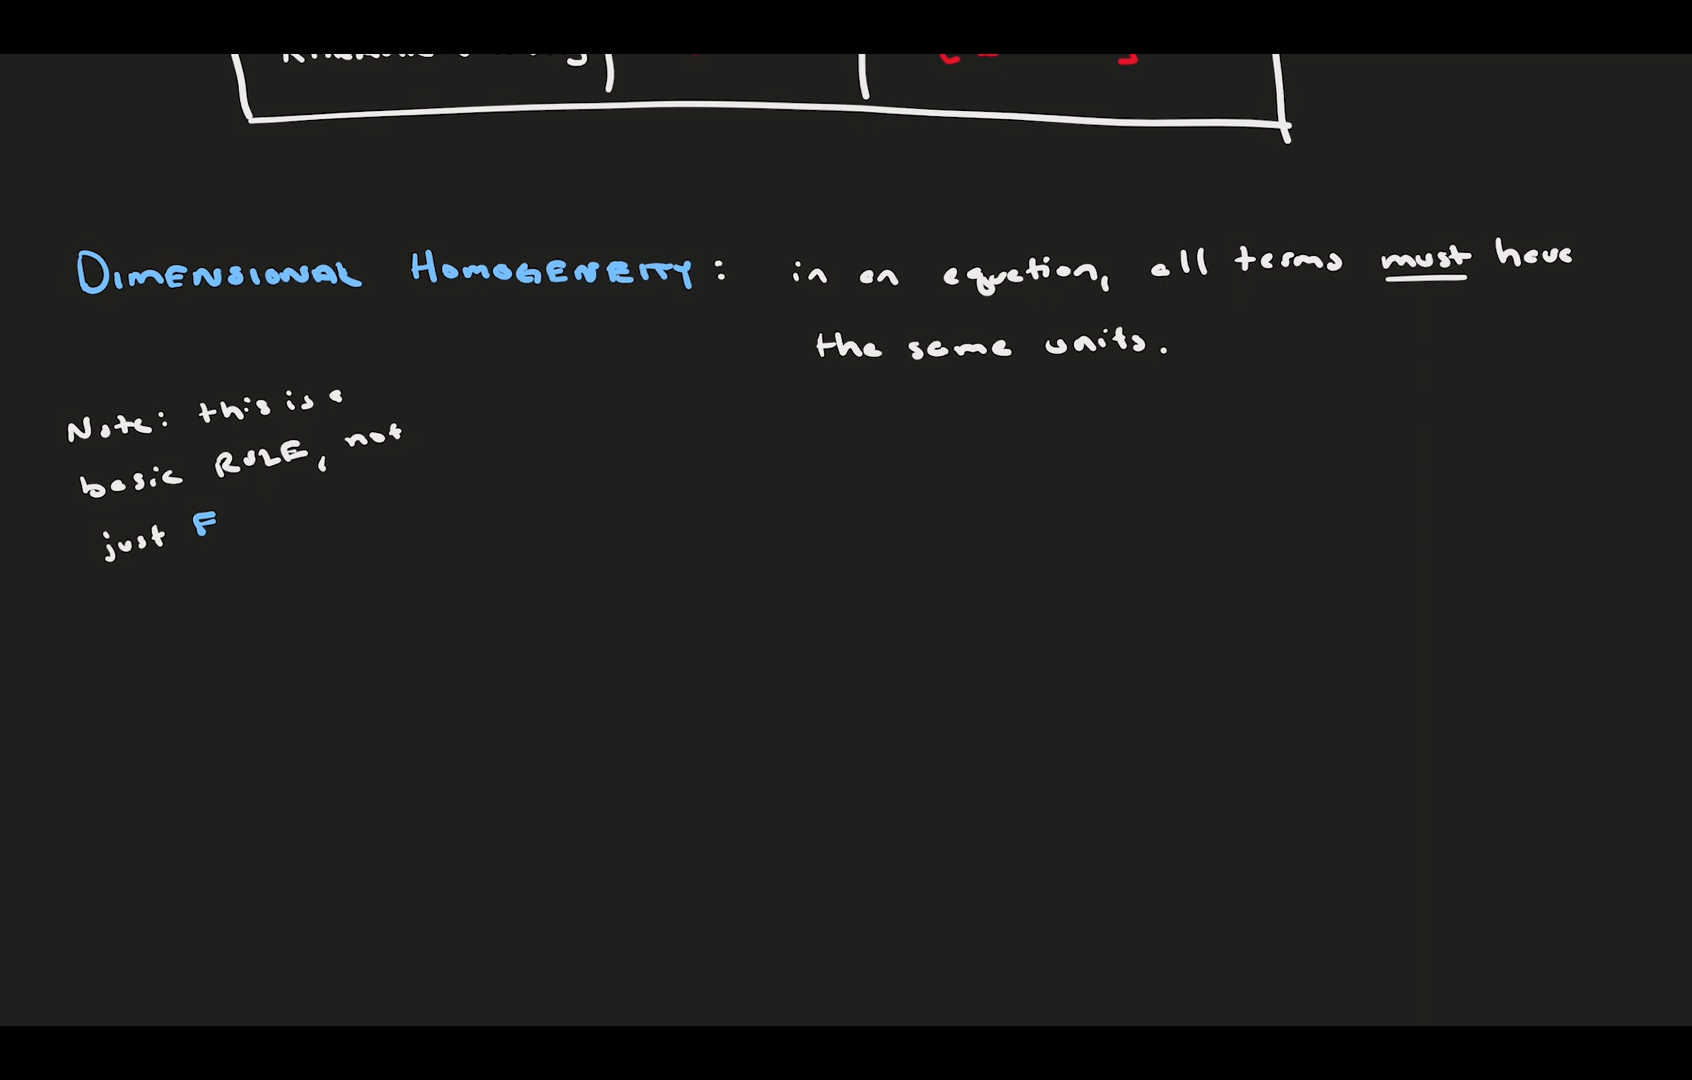 DIMENSIONAL HOMOGENEITY: in an equation, all terms must have
the same units.
Note: this is a
basic RULE, not
just F